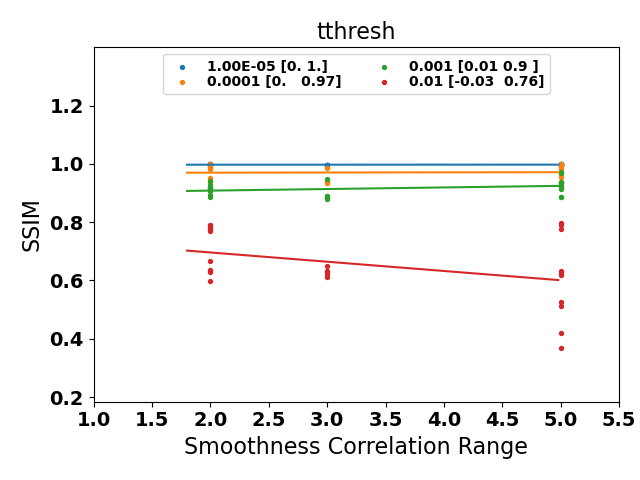 tthresh
1.00E-05 [0. 1.]
0.0001 [0.   0.97]
0.001 [0.01 0.9 ]
0.01 [-0.03  0.76]
SSIM
1.2
1.0
0.8
0.6
0.4
0.2
1.0 1.5 2.0 2.5 3.0 3.5 4.0 4.5 5.0 5.5
Smoothness Correlation Range